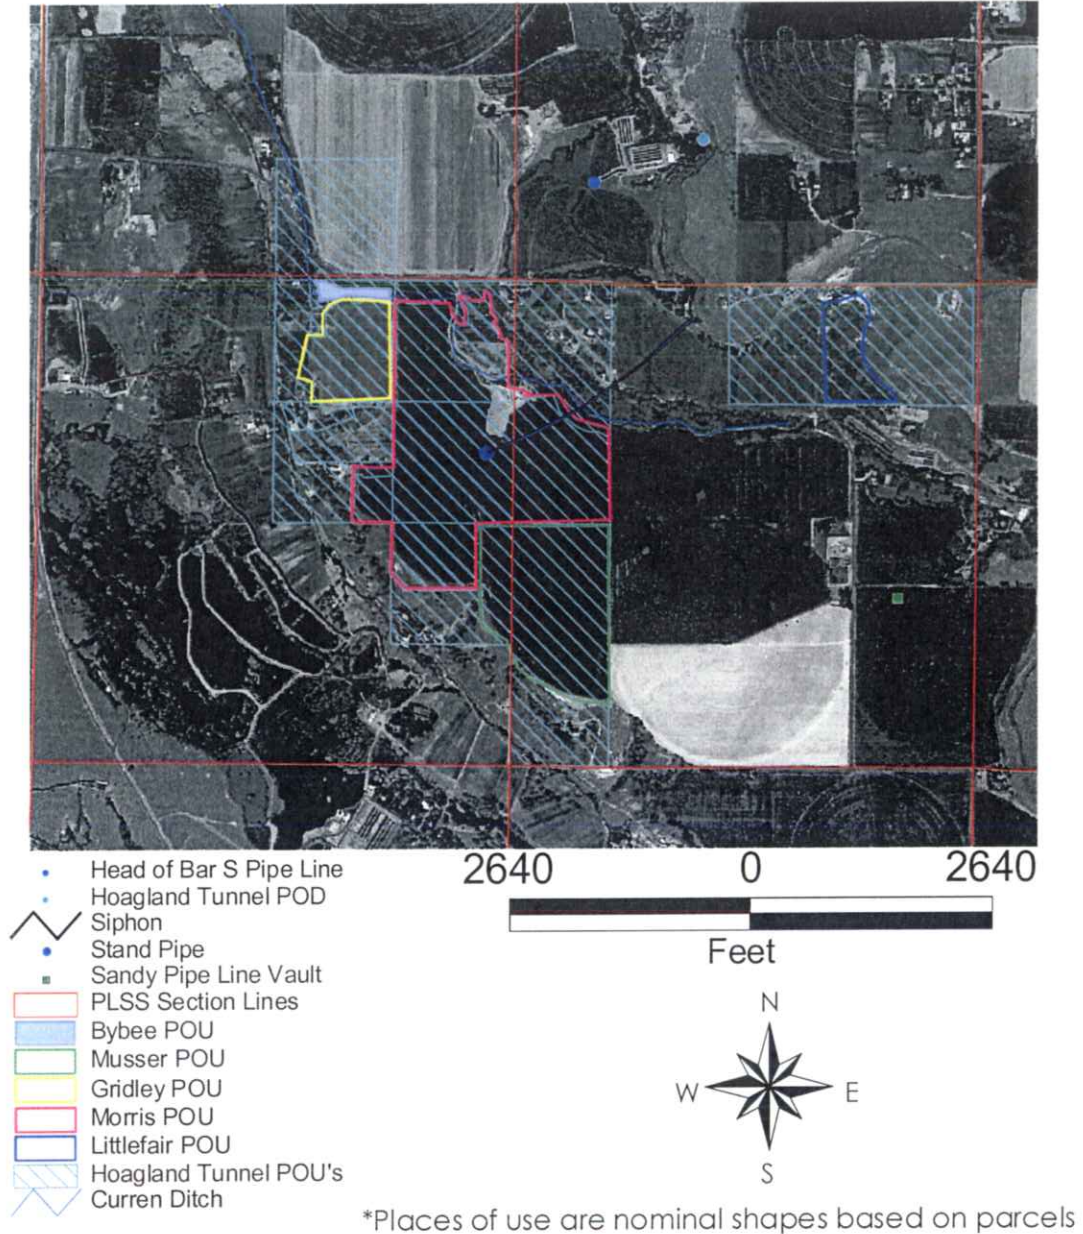 Head of Bar S Pipe Line
Hoagland Tunnel POD
Siphon
Stand Pipe
Sandy Pipe Line Vault
PLSS Section Lines
Bybee POU
Musser POU
Gridley POU
Morris POU
Littlefair POU
Hoagland Tunnel POU's
Curren Ditch
2640 0 2640
Feet
N
W E
S
*Places of use are nominal shapes based on parcels